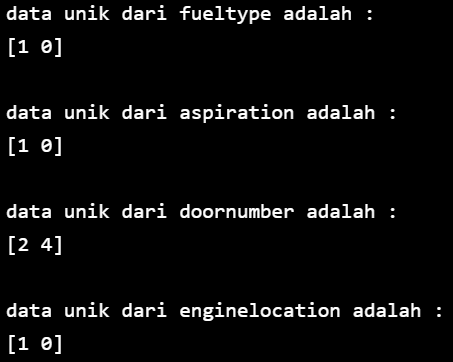 data unik dari fueltype adalah :
[1 0]
data unik dari aspiration adalah :
[1 0]
data unik dari doornumber adalah :
[2 4]
data unik dari enginelocation adalah :
[1 0]